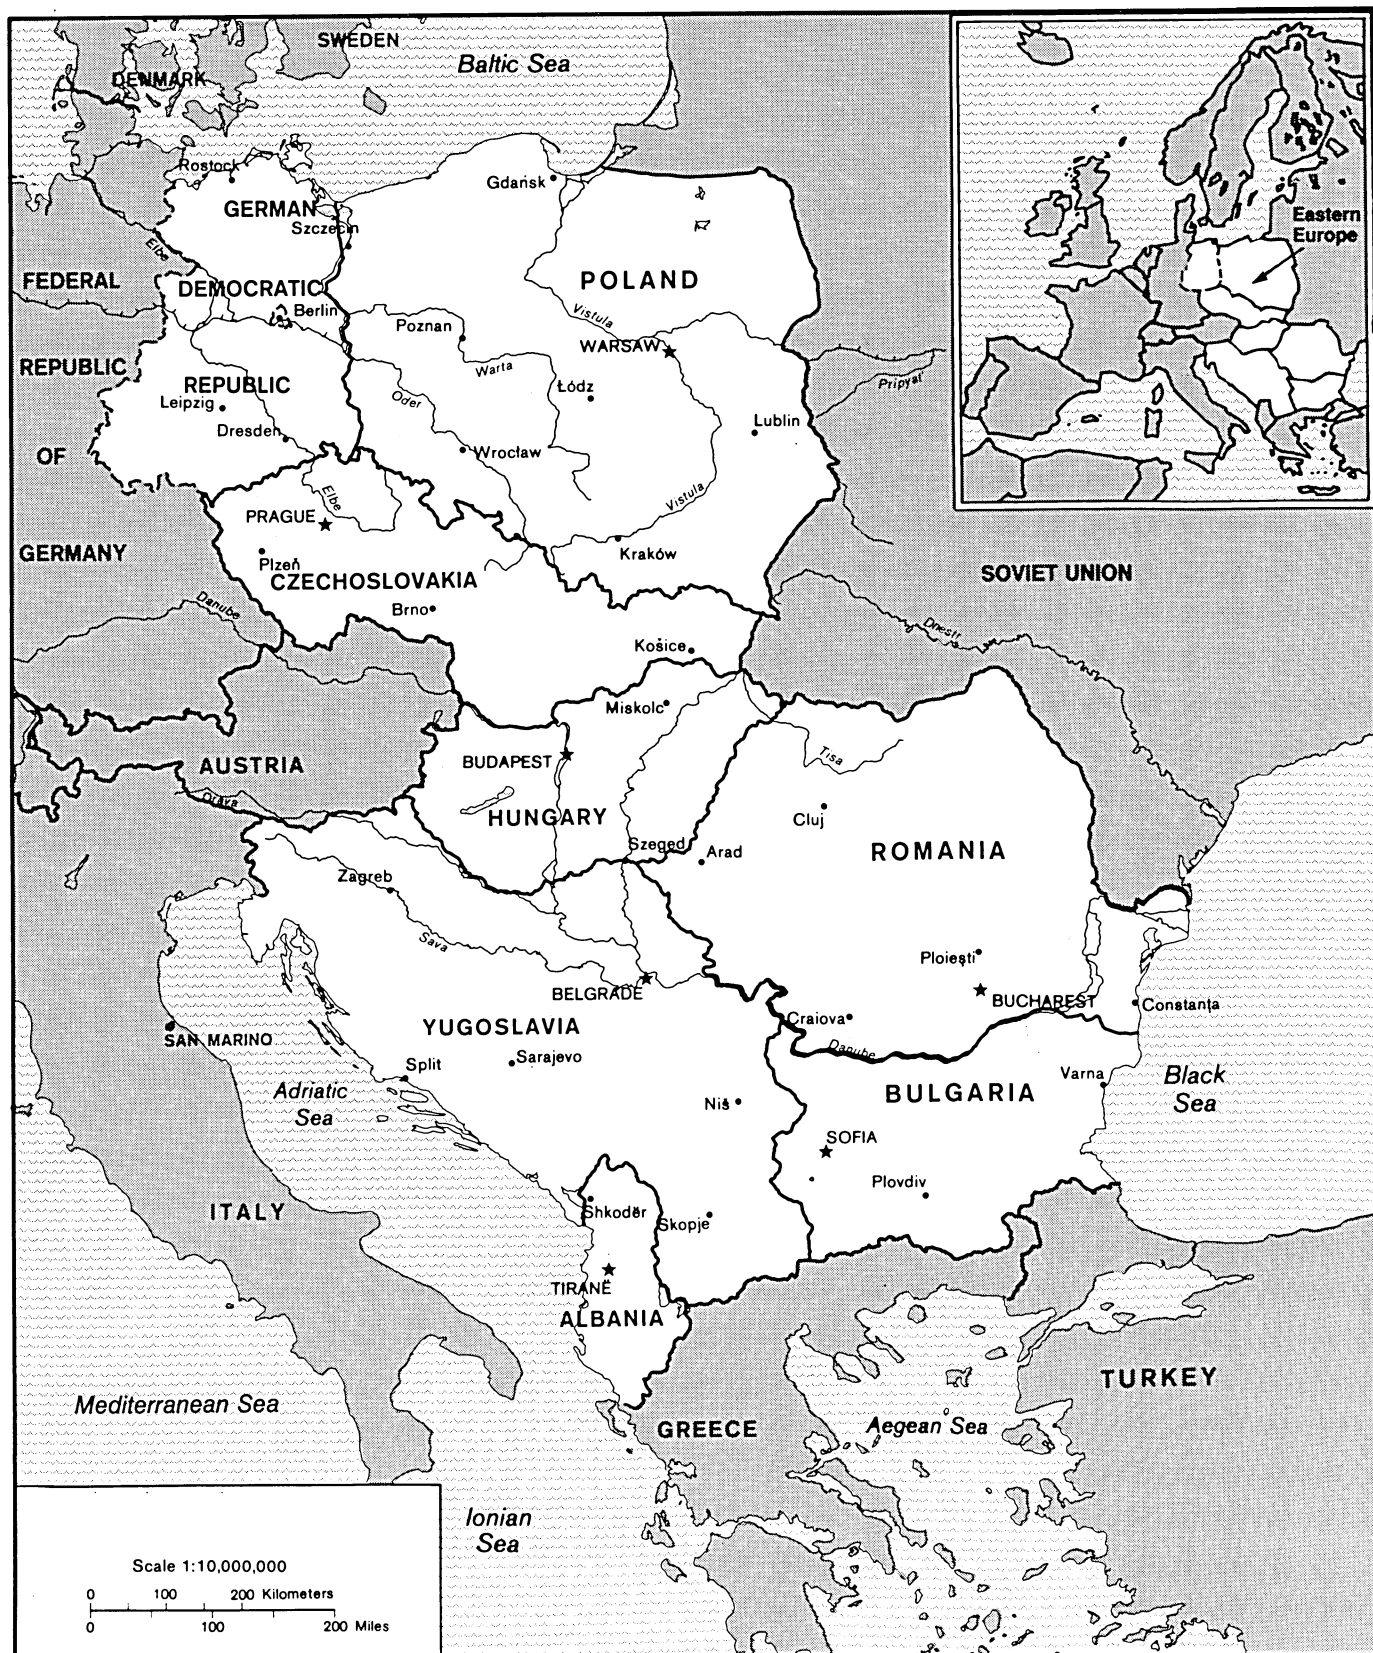 SWEDEN
Baltic Sea
DENMARK
Rostock
Gdańsk
GERMAN
Szczecin
Elbe
Eastern
Europe
FEDERAL
DEMOCRATIC
POLAND
Berlin
Vistula
Poznan
WARSAW
REPUBLIC
Warta
Pripyat'
REPUBLIC
Łódz
Oder
Leipzig
Lublin
Dresden
OF
Wrocław
Elbe
Vistula
PRAGUE
GERMANY
Kraków
Plzeň
CZECHOSLOVAKIA
SOVIET UNION
Danube
Brno
Dnestr
Košice
Miskolc
AUSTRIA
BUDAPEST
Tisa
Drava
HUNGARY
Cluj
Szeged
Arad
ROMANIA
Zagreb
Sava
Ploieşti
BELGRADE
BUCHAREST
Constanţa
Craiova
YUGOSLAVIA
SAN MARINO
Danube
Sarajevo
Split
Varna
Black
Sea
Adriatic
Sea
BULGARIA
Niš
SOFIA
Plovdiv
ITALY
Shkodër
Skopje
TIRANË
ALBANIA
TURKEY
Mediterranean Sea
GREECE
Aegean Sea
Ionian
Sea
Scale 1:10,000,000
0 100 200 Kilometers
0 100 200 Miles